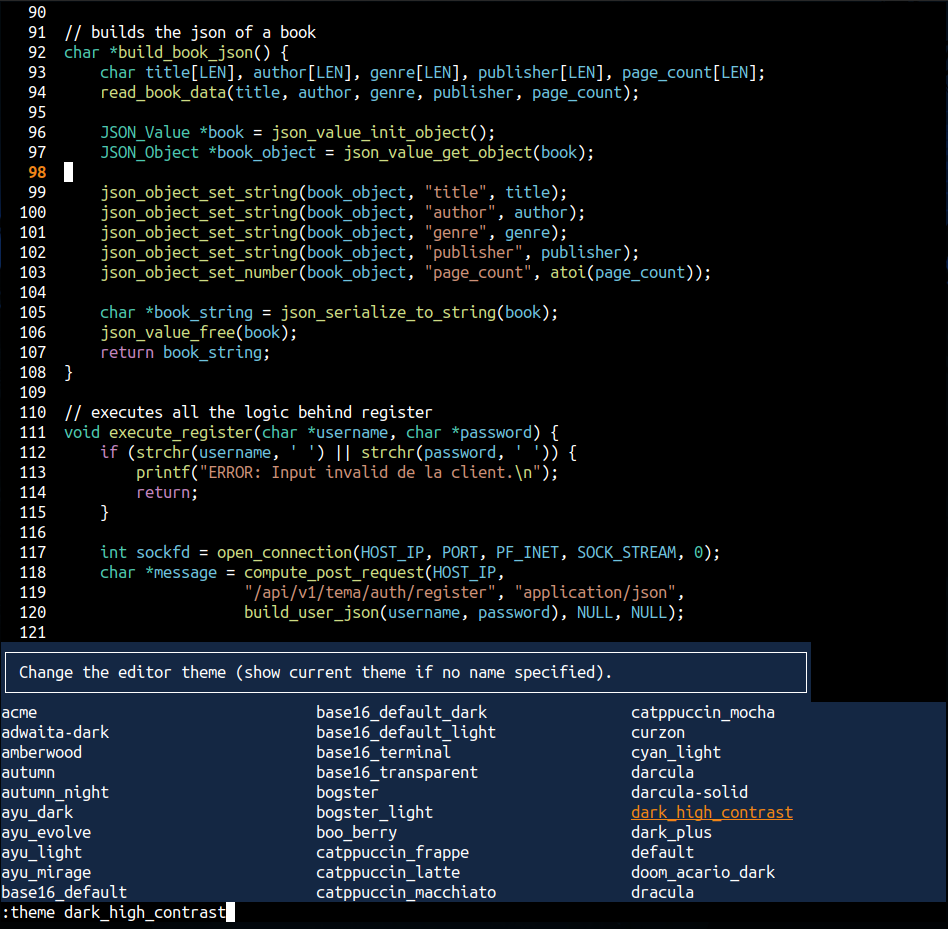 90
91 // builds the json of a book
92 char *build_book_json() {
93     char title[LEN], author[LEN], genre[LEN], publisher[LEN], page_count[LEN];
94     read_book_data(title, author, genre, publisher, page_count);
95
96     JSON_Value *book = json_value_init_object();
97     JSON_Object *book_object = json_value_get_object(book);
98
99     json_object_set_string(book_object, "title", title);
100     json_object_set_string(book_object, "author", author);
101     json_object_set_string(book_object, "genre", genre);
102     json_object_set_string(book_object, "publisher", publisher);
103     json_object_set_number(book_object, "page_count", atoi(page_count));
104
105     char *book_string = json_serialize_to_string(book);
106     json_value_free(book);
107     return book_string;
108 }
109
110 // executes all the logic behind register
111 void execute_register(char *username, char *password) {
112     if (strchr(username, ' ') || strchr(password, ' ')) {
113         printf("ERROR: Input invalid de la client.\n");
114         return;
115     }
116
117     int sockfd = open_connection(HOST_IP, PORT, PF_INET, SOCK_STREAM, 0);
118     char *message = compute_post_request(HOST_IP,
119                     "/api/v1/tema/auth/register", "application/json",
120                     build_user_json(username, password), NULL, NULL);
121
Change the editor theme (show current theme if no name specified).
acme base16_default_dark catppuccin_mocha
adwaita-dark base16_default_light curzon
amberwood base16_terminal cyan_light
autumn base16_transparent darcula
autumn_night bogster darcula-solid
ayu_dark bogster_light dark_high_contrast
ayu_evolve boo_berry dark_plus
ayu_light catppuccin_frappe default
ayu_mirage catppuccin_latte doom_acario_dark
base16_default catppuccin_macchiato dracula
:theme dark_high_contrast